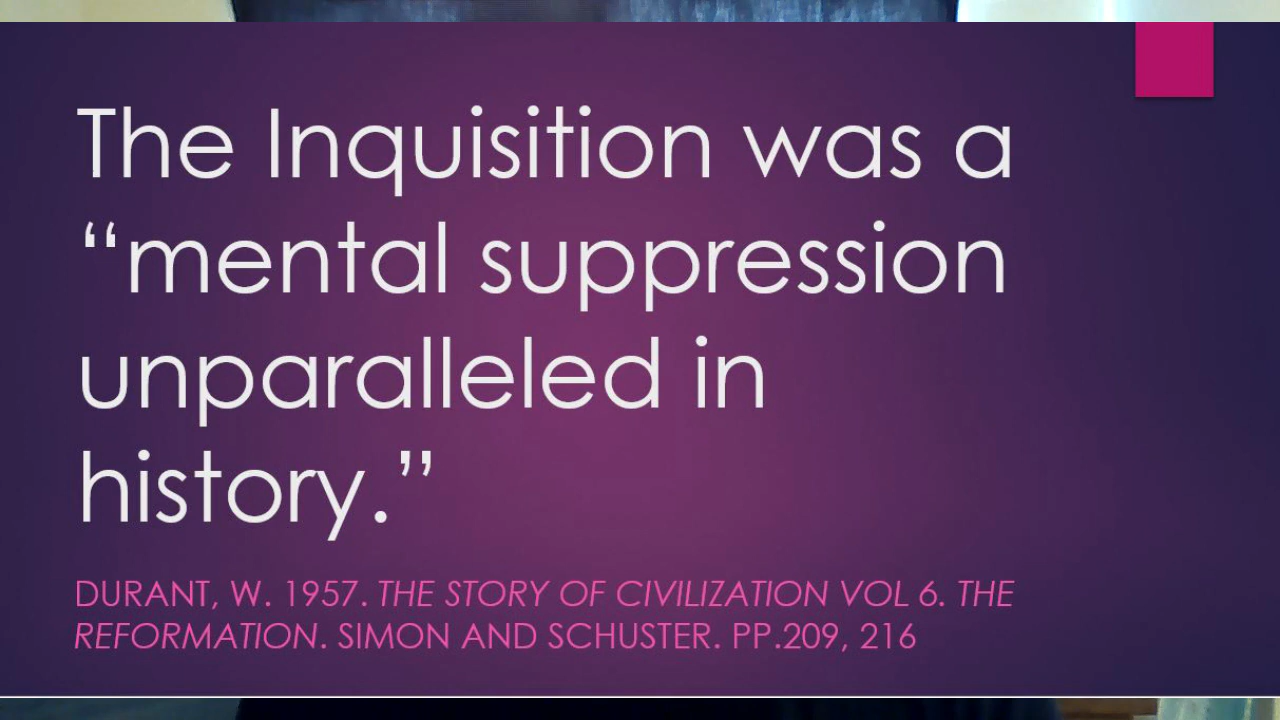 The Inquisition was a
“mental suppression
unparalleled in
history.”
DURANT, W. 1957. THE STORY OF CIVILIZATION VOL 6. THE
REFORMATION. SIMON AND SCHUSTER. PP.209, 216